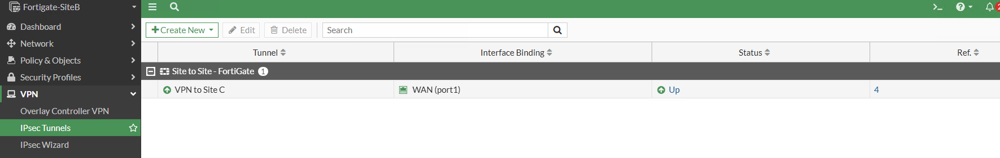 Fortigate-SiteB
Dashboard
Network
Policy & Objects
Security Profiles
VPN
Overlay Controller VPN
IPsec Tunnels
IPsec Wizard
2
Create New Edit Delete Search
Tunnel Interface Binding Status Ref.
Site to Site - FortiGate 1
VPN to Site C WAN (port1) Up 4